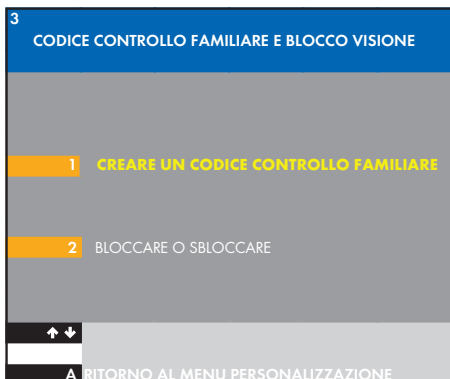 3
CODICE CONTROLLO FAMILIARE E BLOCCO VISIONE
1 CREARE UN CODICE CONTROLLO FAMILIARE
2 BLOCCARE O SBLOCCARE
A RITORNO AL MENU PERSONALIZZAZIONE